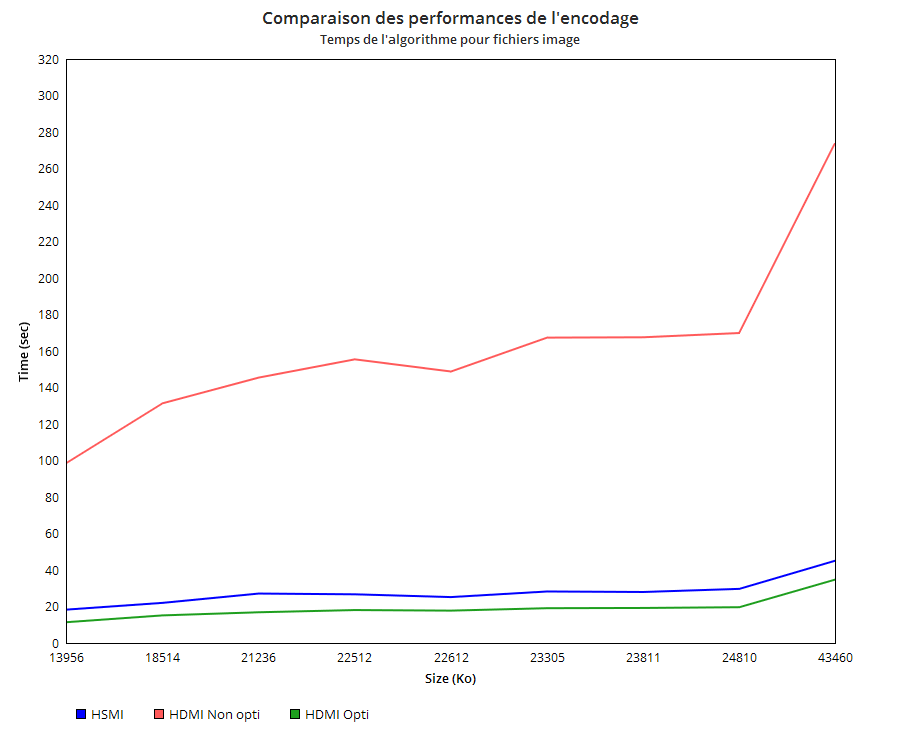 Comparaison des performances de l'encodage
Temps de l'algorithme pour fichiers image
320
300
280
260
240
220
200
180
160
140
120
100
80
60
40
20
0
Time (sec)
13956 18514 21236 22512 22612 23305 23811 24810 43460
Size (Ko)
HSMI HDMI Non opti HDMI Opti